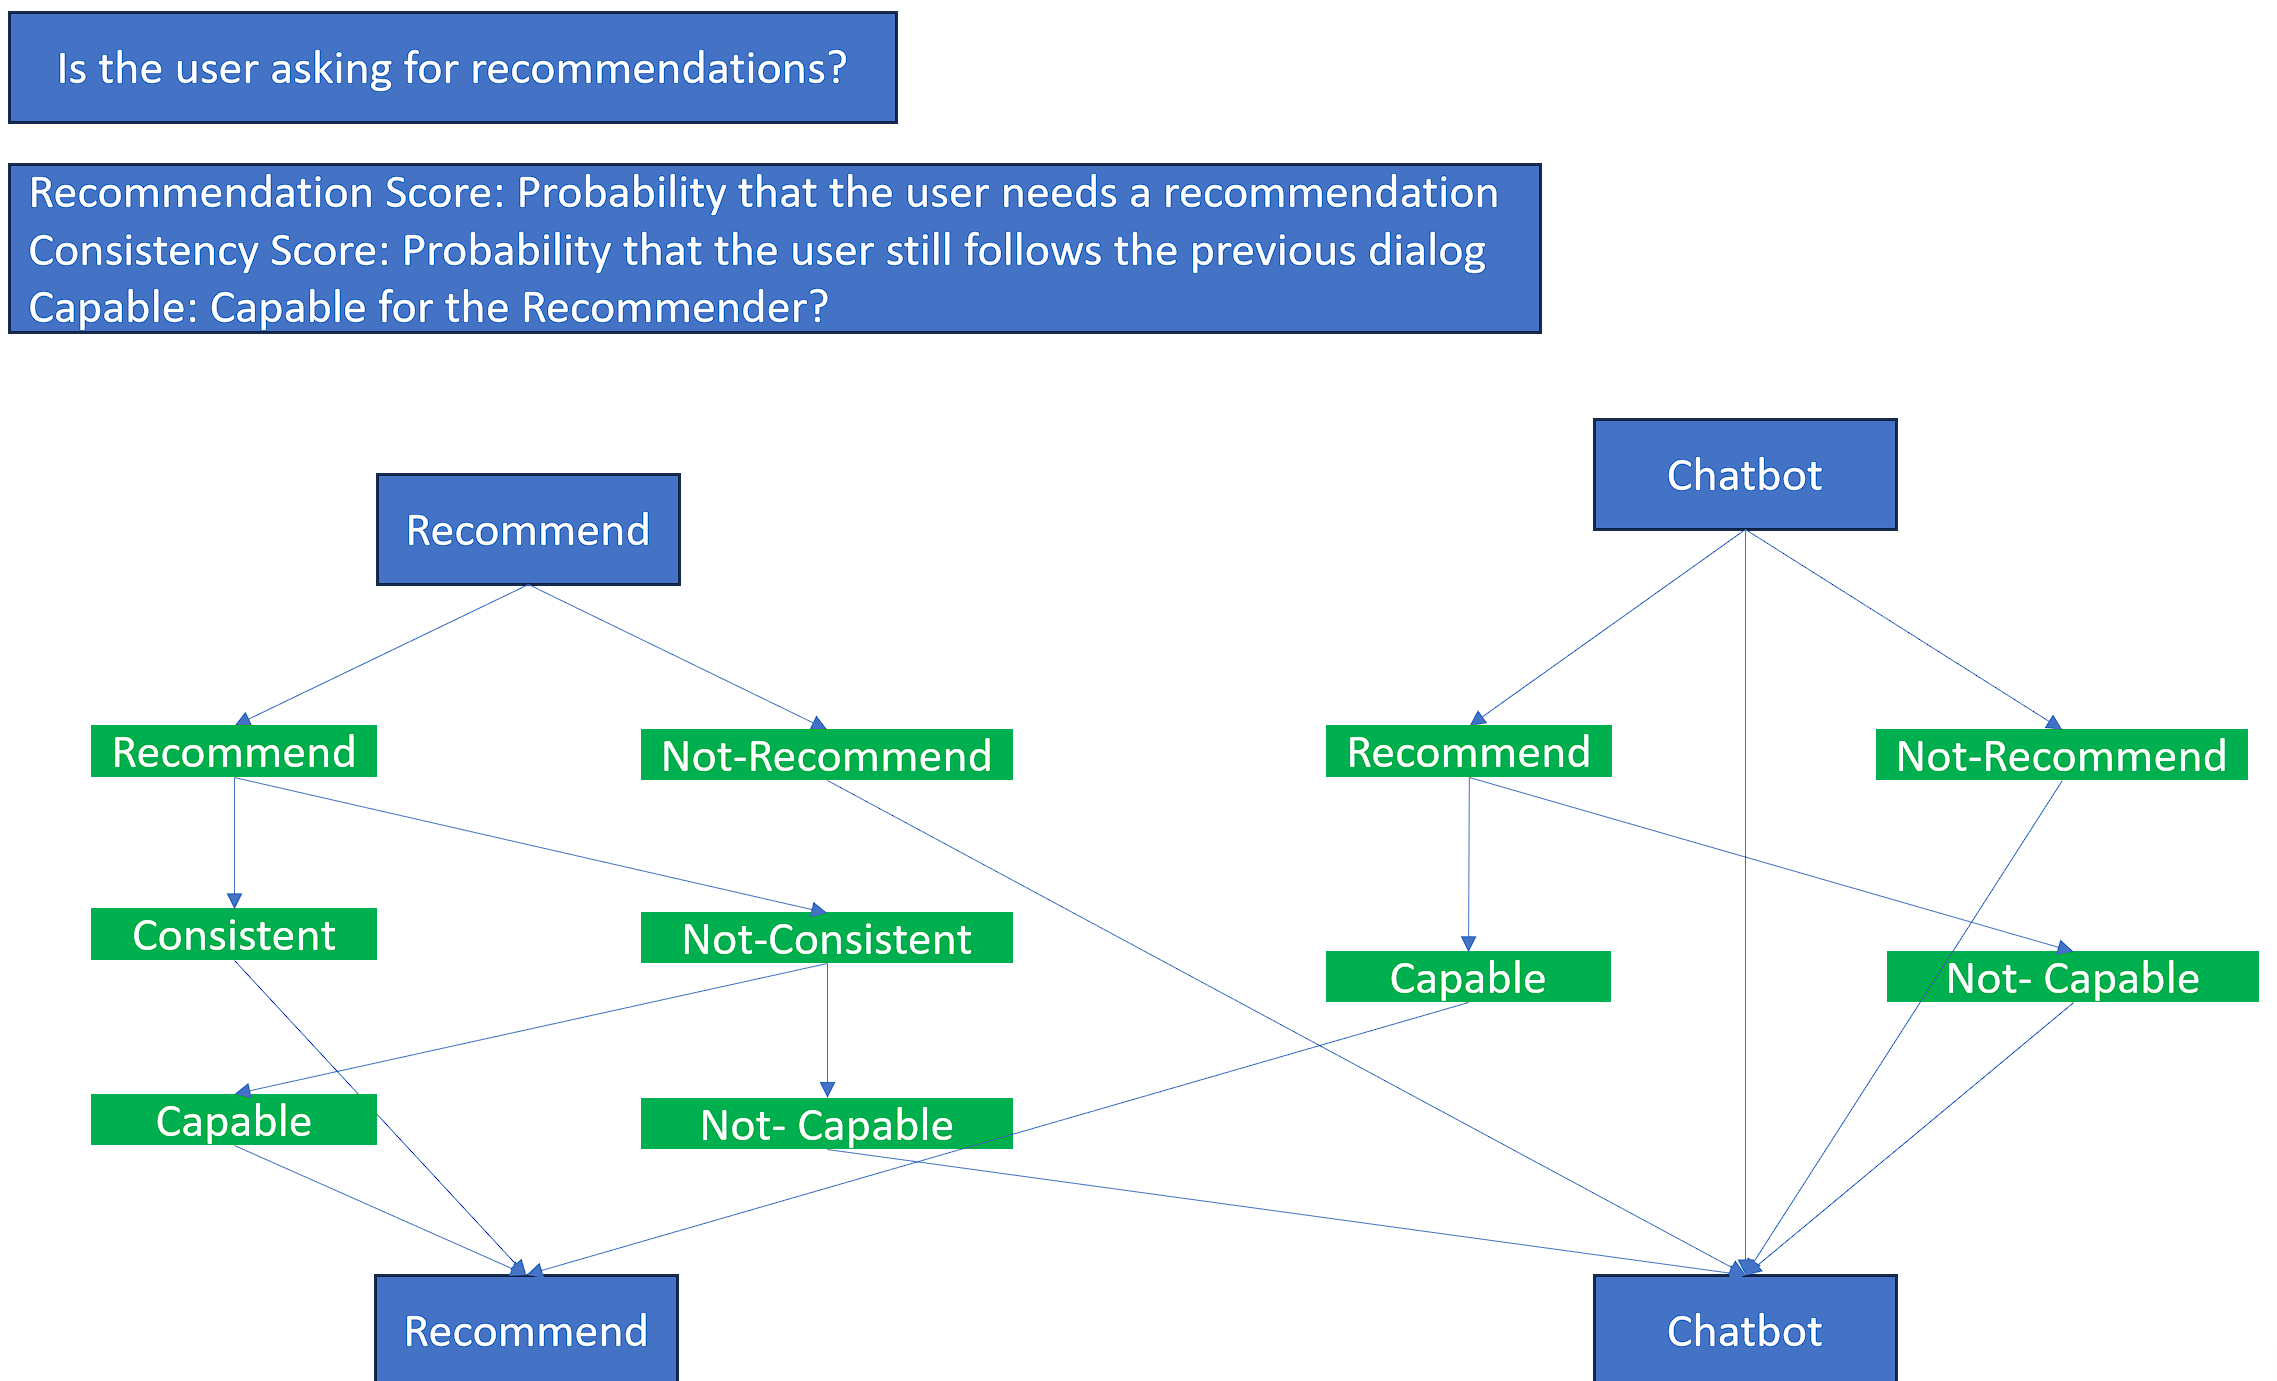 Is the user asking for recommendations?
Recommendation Score: Probability that the user needs a recommendation
Consistency Score: Probability that the user still follows the previous dialog
Capable: Capable for the Recommender?
Chatbot
Recommend
Recommend
Not-Recommend
Recommend
Not-Recommend
Consistent
Not-Consistent
Capable
Not- Capable
Capable
Not- Capable
Recommend
Chatbot